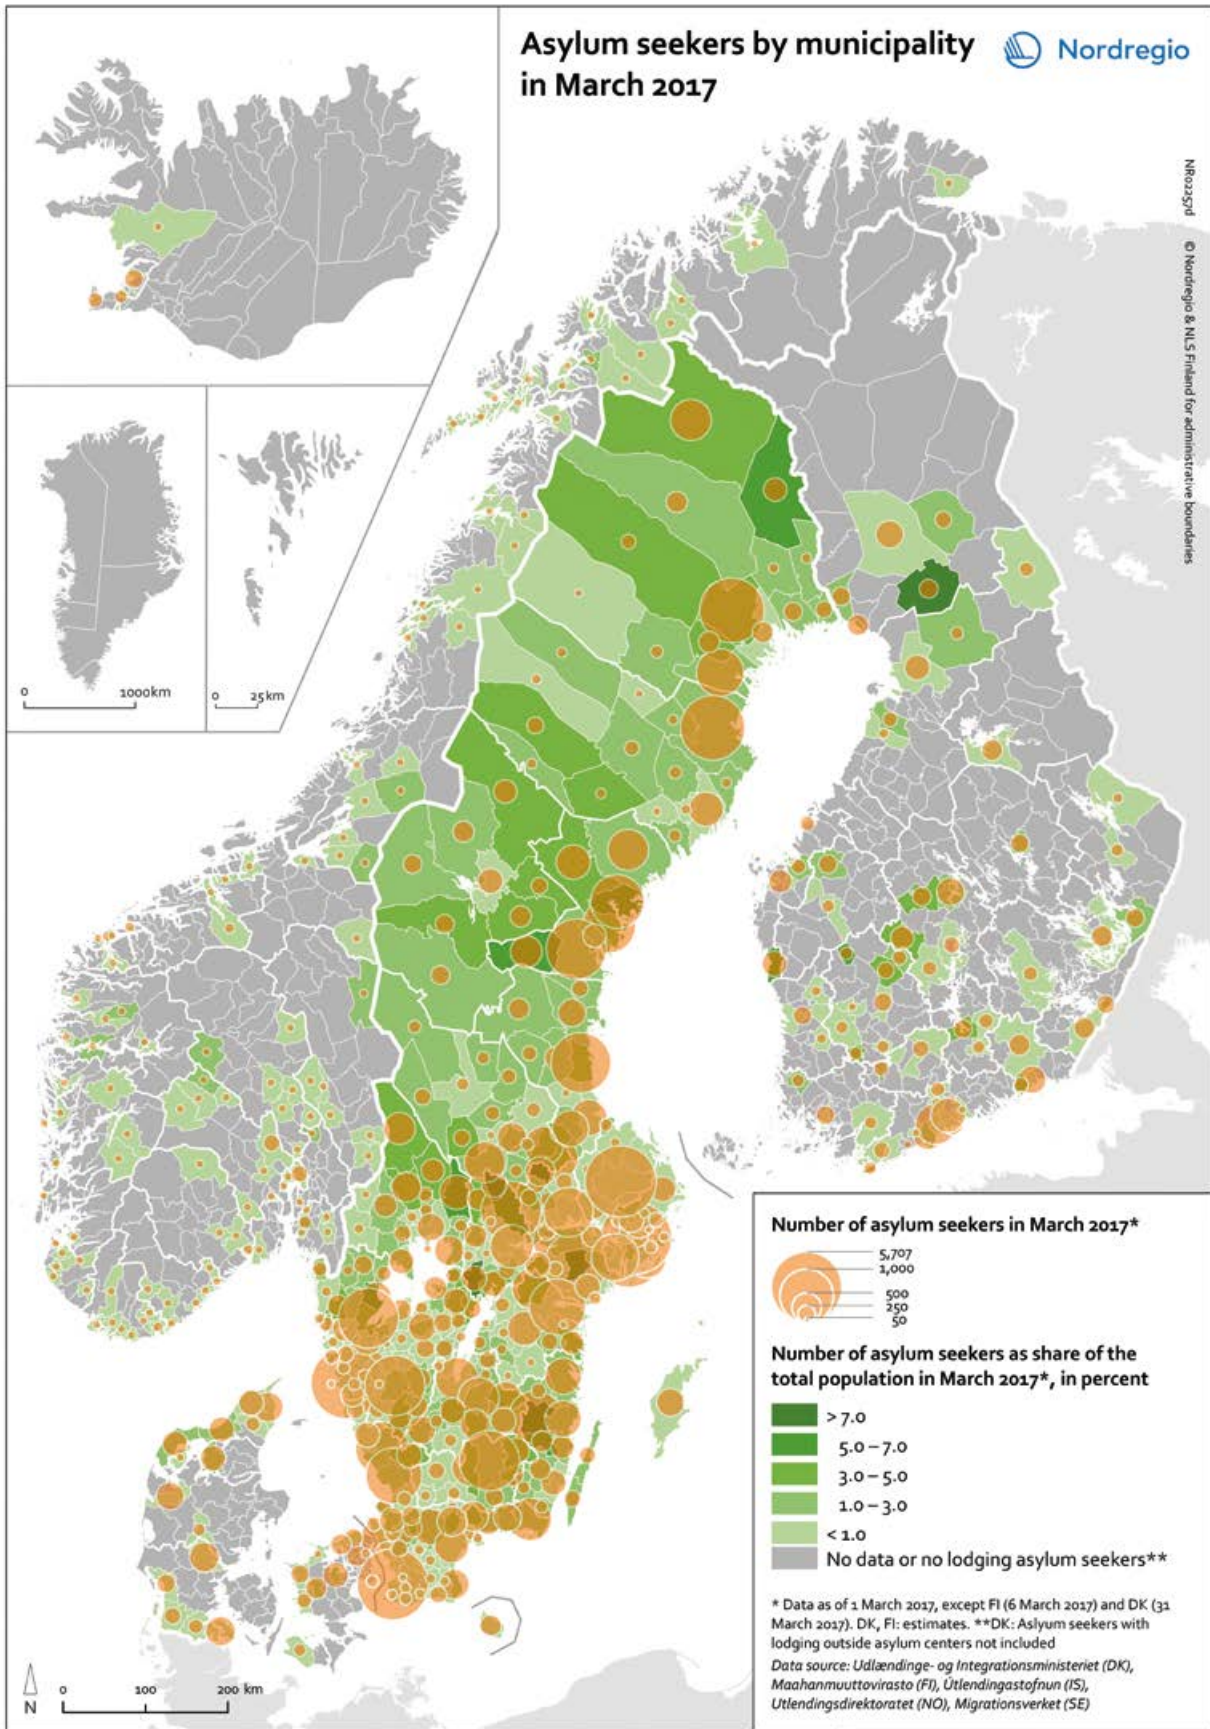 Asylum seekers by municipality
in March 2017
Nordregio
NR02257d © Nordregio & NLS Finland for administrative boundaries
0 1000km
0 25km
Number of asylum seekers in March 2017*
5,707
1,000
500
250
50
Number of asylum seekers as share of the
total population in March 2017*, in percent
> 7.0
5.0 – 7.0
3.0 – 5.0
1.0 – 3.0
< 1.0
No data or no lodging asylum seekers**
* Data as of 1 March 2017, except FI (6 March 2017) and DK (31
March 2017). DK, FI: estimates. **DK: Aslyum seekers with
lodging outside asylum centers not included
Data source: Udlændinge- og Integrationsministeriet (DK),
Maahanmuuttovirasto (FI), Útlendingastofnun (IS),
Utlendingsdirektoratet (NO), Migrationsverket (SE)
N
0 100 200 km